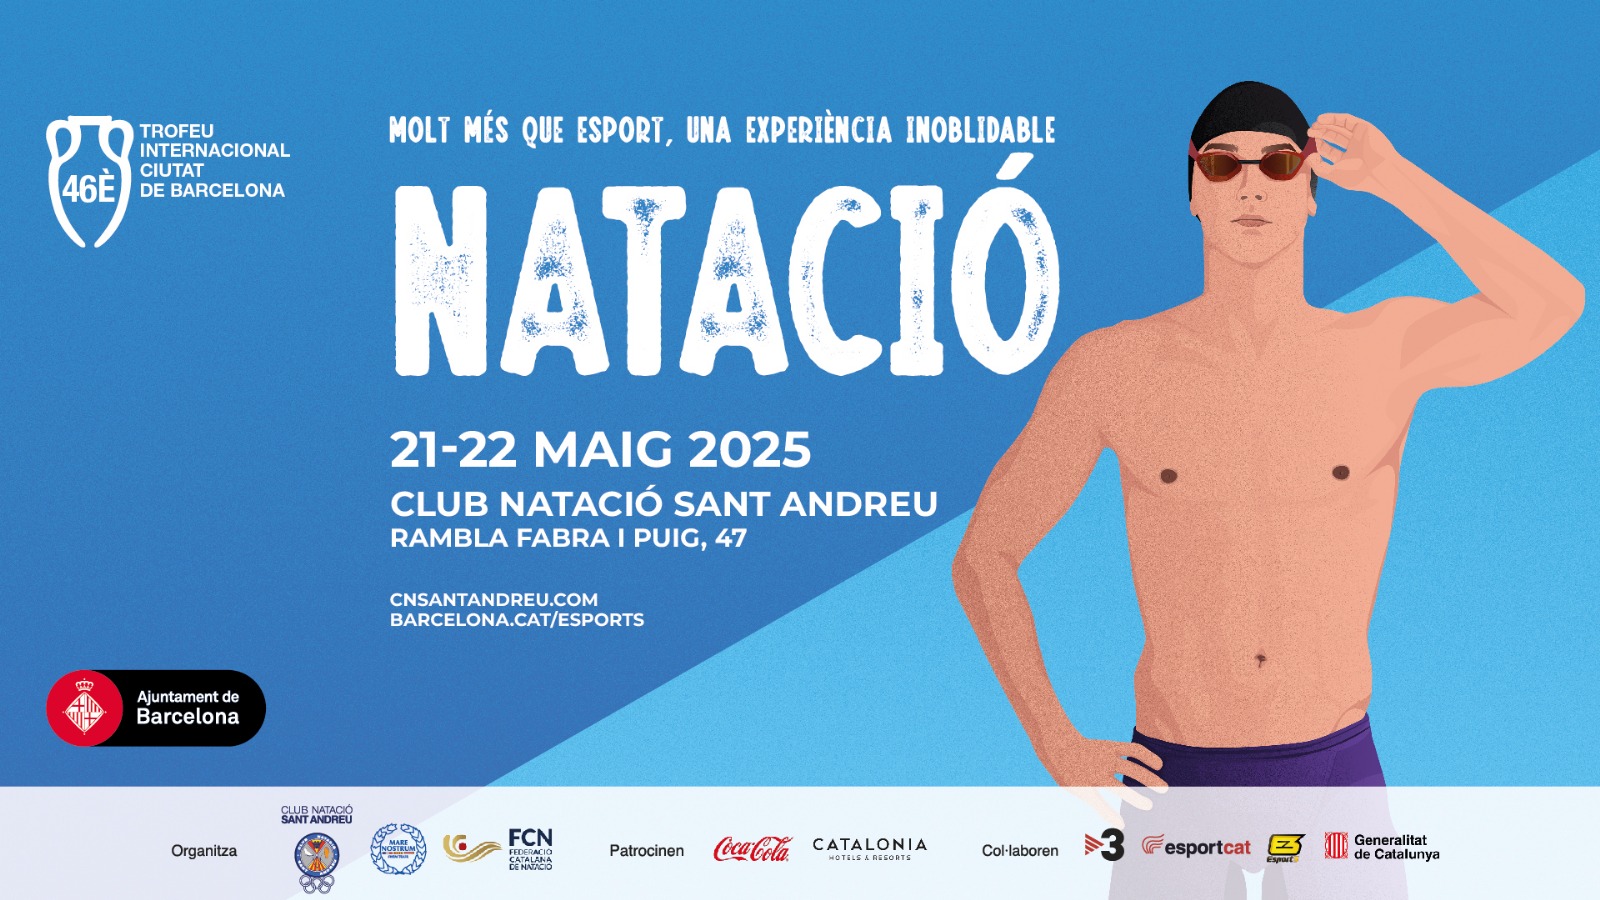 TROFEU
INTERNACIONAL
CIUTAT
DE BARCELONA
46È
MOLT MÉS QUE ESPORT, UNA EXPERIÈNCIA INOBLIDABLE
NATACIÓ
21-22 MAIG 2025
CLUB NATACIÓ SANT ANDREU
RAMBLA FABRA I PUIG, 47
CNSANTANDREU.COM
BARCELONA.CAT/ESPORTS
Ajuntament de
Barcelona
Organitza
CLUB NATACIÓ
SANT ANDREU
MARE
NOSTRUM
FCN
FEDERACIÓ
CATALANA
DE NATACIÓ
Patrocinen
Coca-Cola
CATALONIA
HOTELS & RESORTS
Col·laboren
3
esportcat
Esport3
Generalitat
de Catalunya